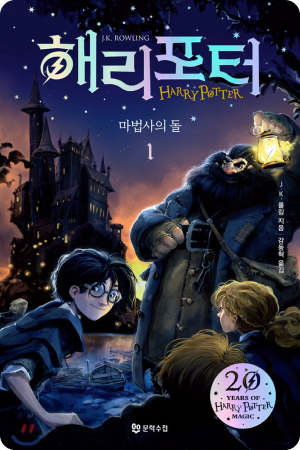 J.K. ROWLING
해리포터
HARRY POTTER
마법사의 돌
1
J.K. 롤링 지음
강동혁 옮김
20
YEARS OF
HARRY POTTER
MAGIC
문학수첩